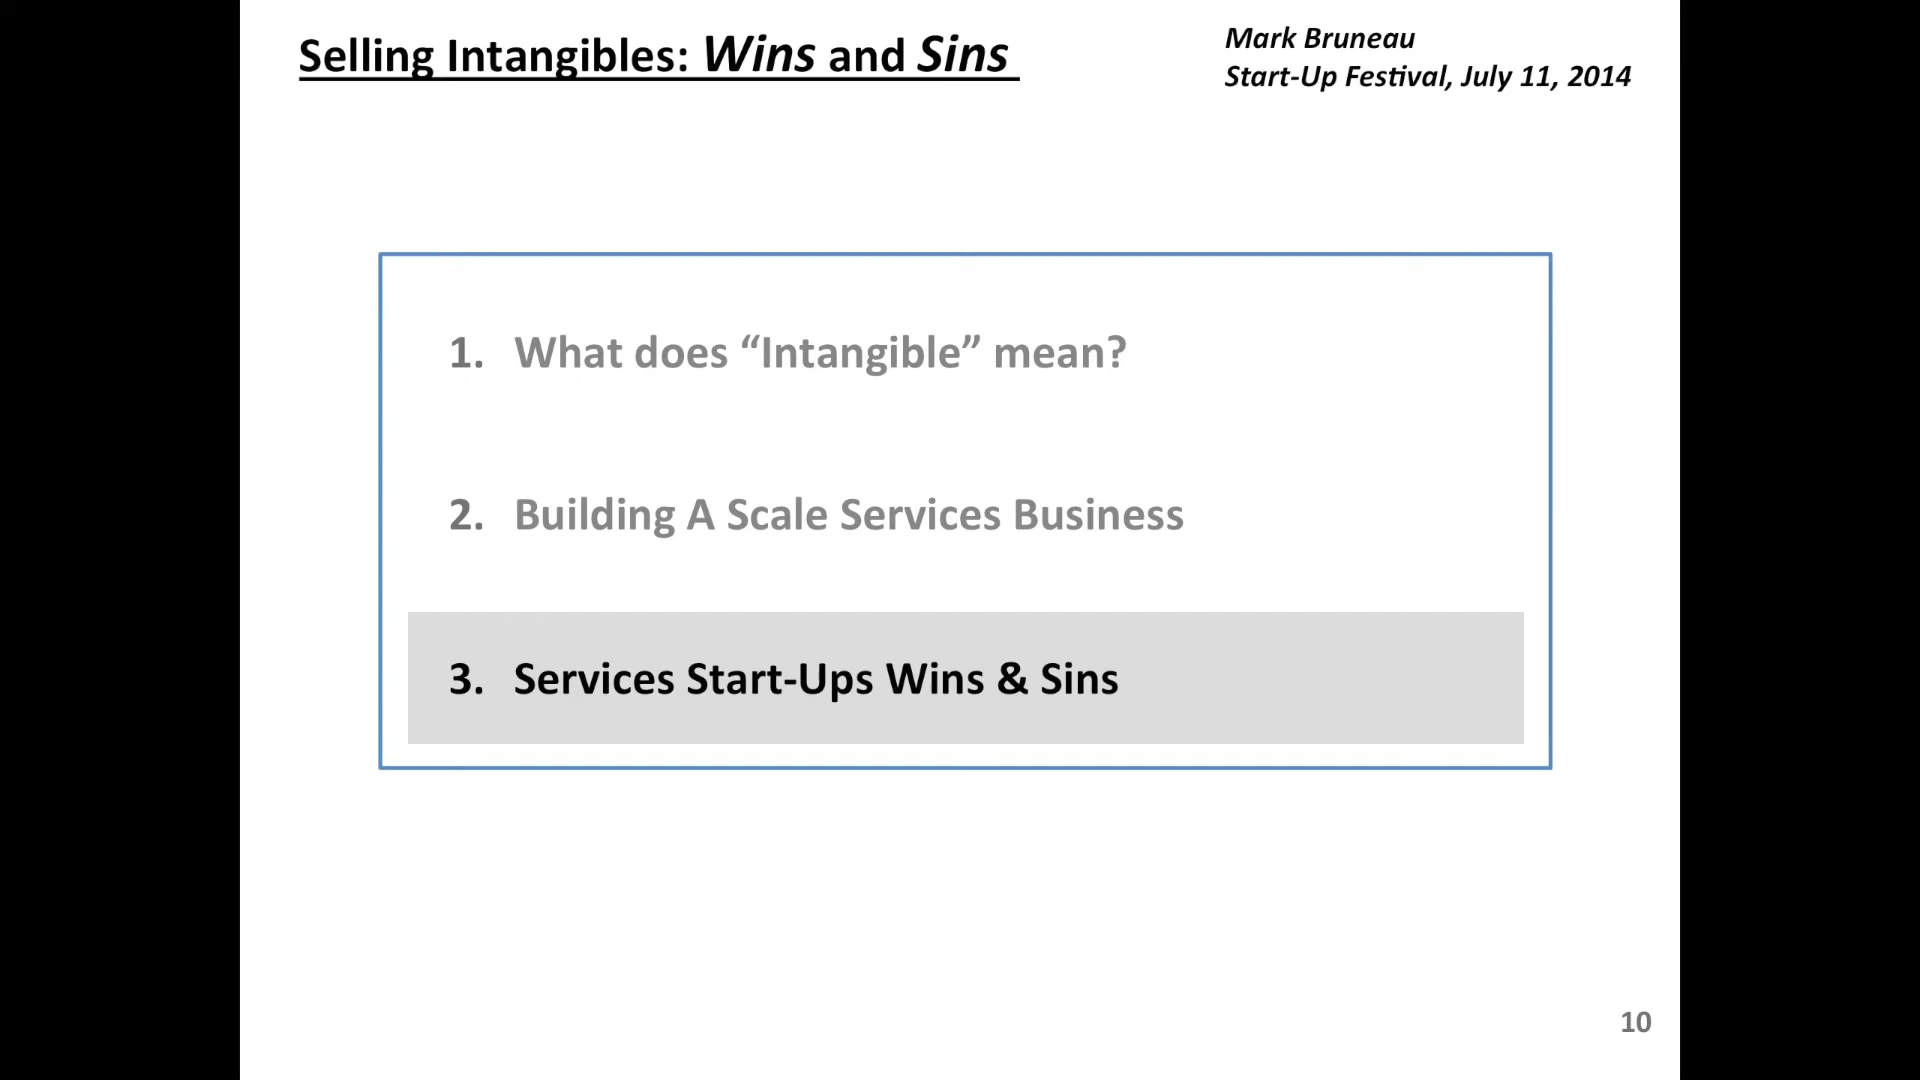 Selling Intangibles: Wins and Sins
Mark Bruneau
Start-Up Festival, July 11, 2014
1. What does “Intangible” mean?
2. Building A Scale Services Business
3. Services Start-Ups Wins & Sins
10